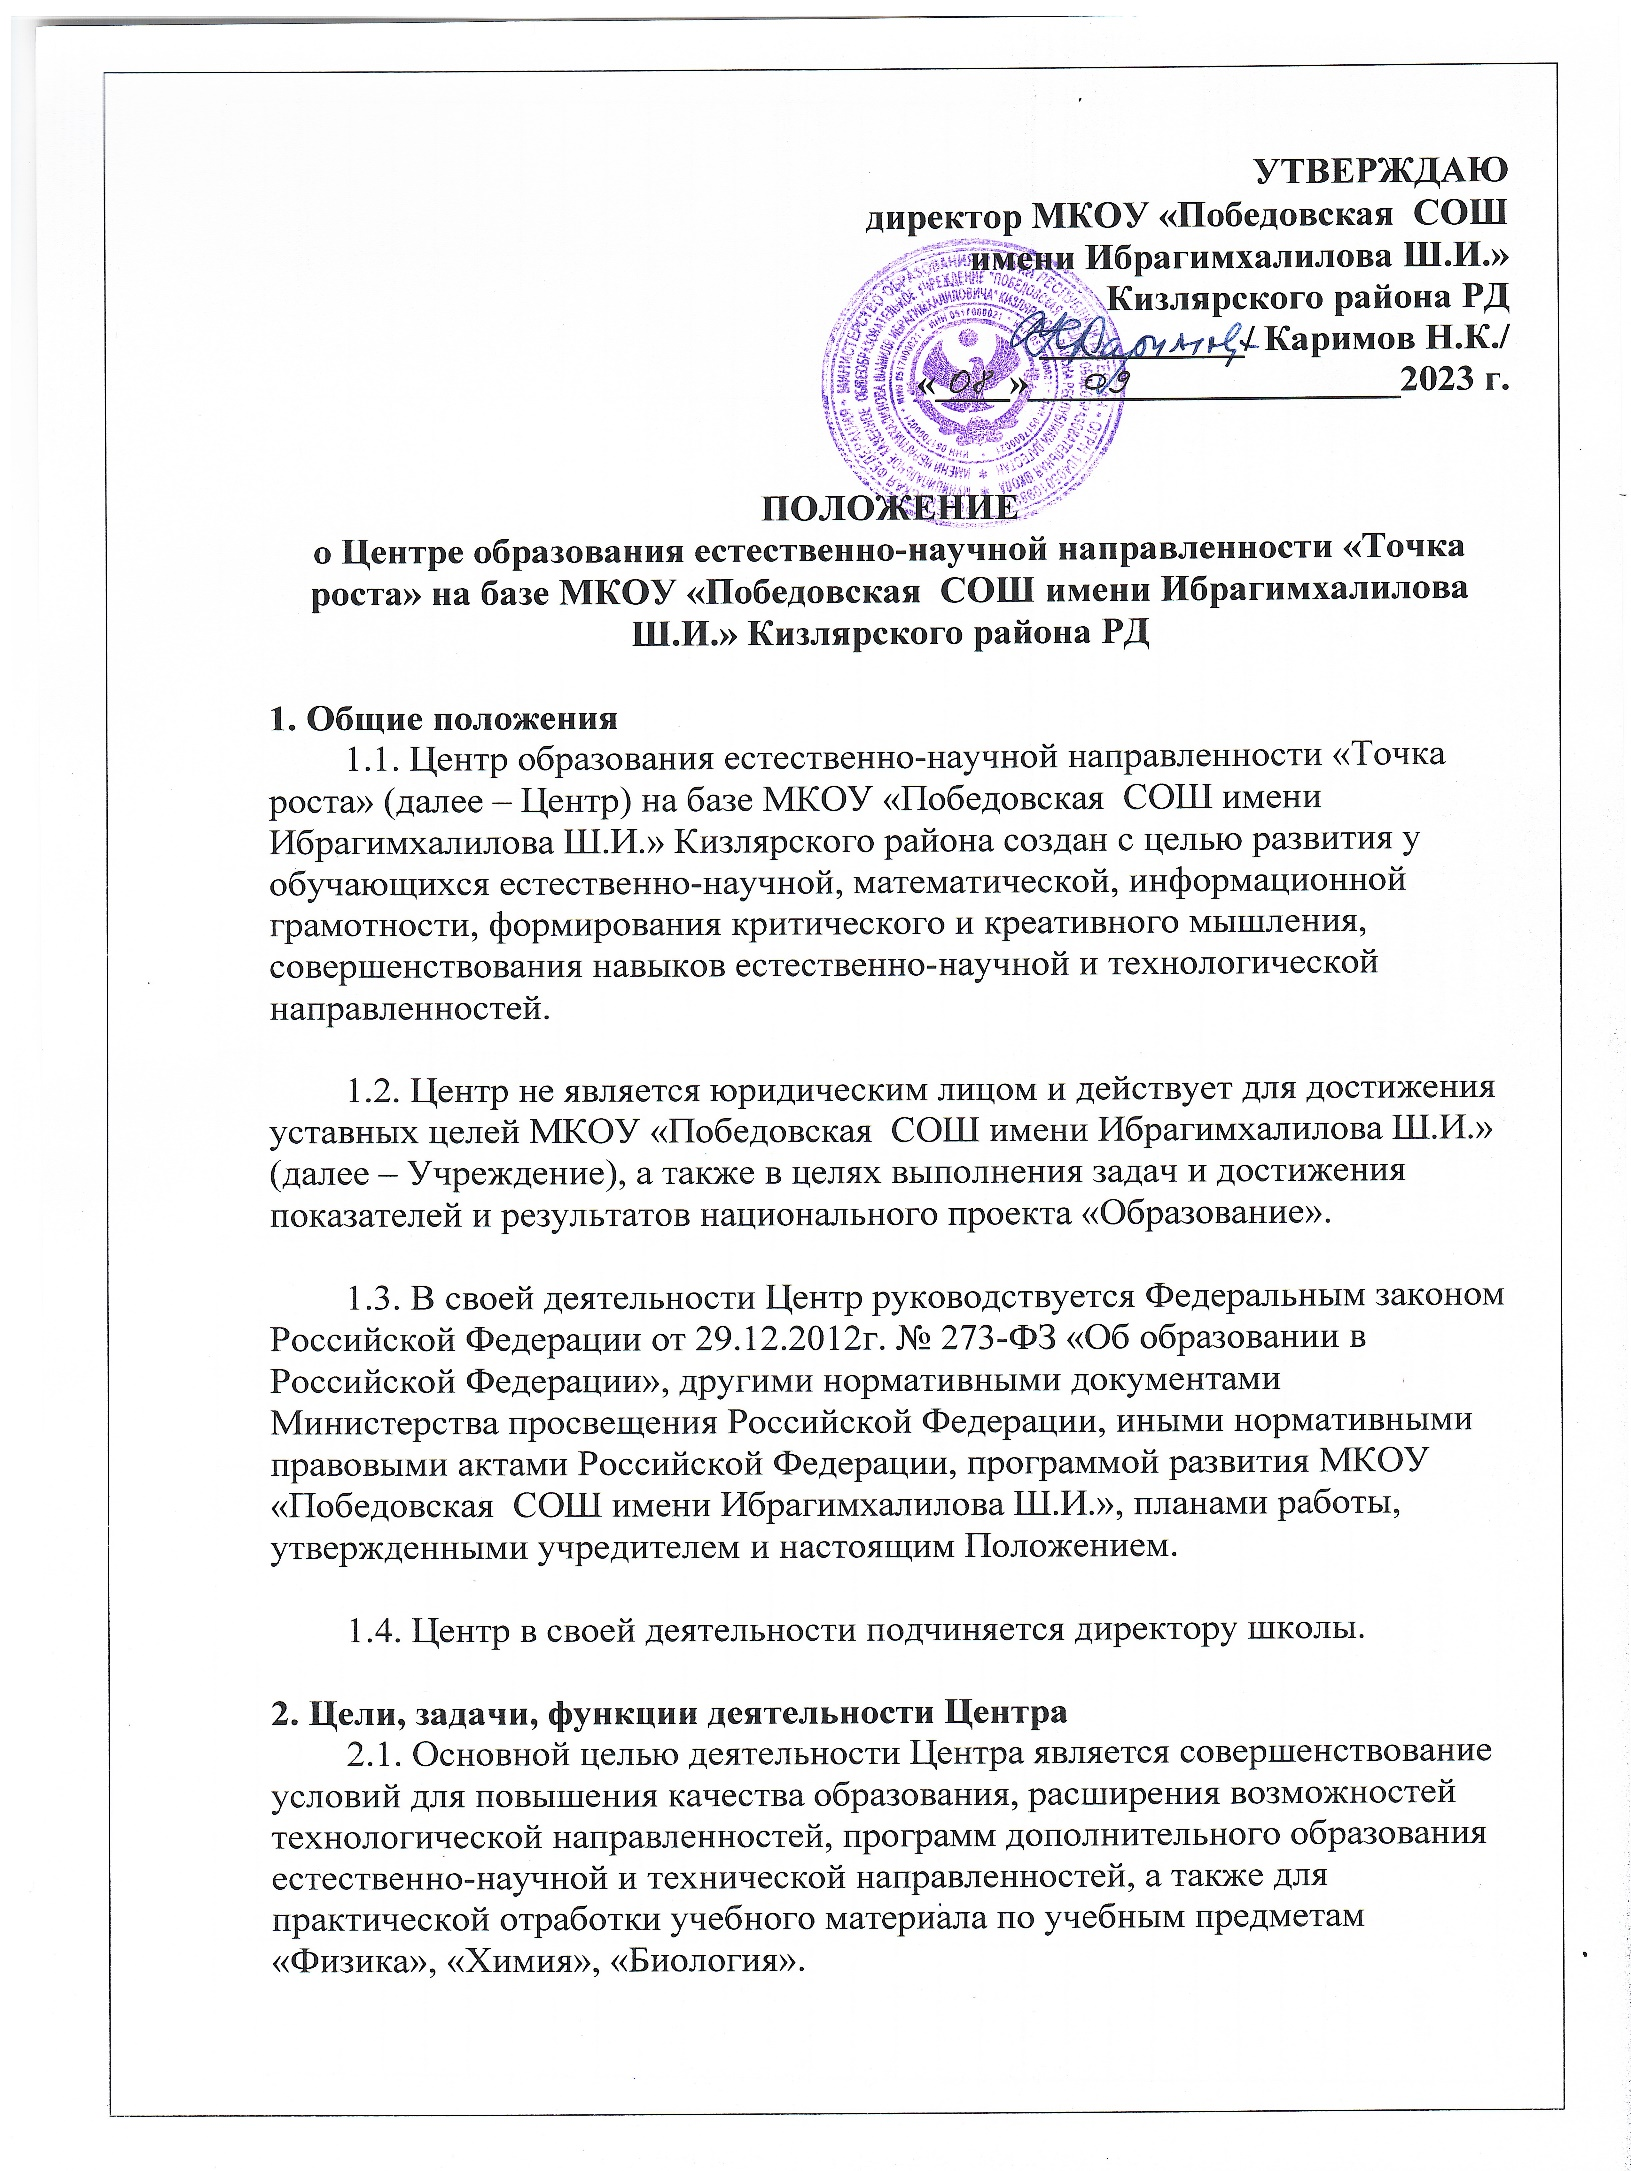 УТВЕРЖДАЮ
директор МКОУ «Победовская СОШ
имени Ибрагимхалилова Ш.И.»
Кизлярского района РД
/ Каримов Н.К./
« 08 » 09 2023 г.
ПОЛОЖЕНИЕ
о Центре образования естественно-научной направленности «Точка
роста» на базе МКОУ «Победовская СОШ имени Ибрагимхалилова
Ш.И.» Кизлярского района РД
1. Общие положения
1.1. Центр образования естественно-научной направленности «Точка
роста» (далее – Центр) на базе МКОУ «Победовская СОШ имени
Ибрагимхалилова Ш.И.» Кизлярского района создан с целью развития у
обучающихся естественно-научной, математической, информационной
грамотности, формирования критического и креативного мышления,
совершенствования навыков естественно-научной и технологической
направленностей.
1.2. Центр не является юридическим лицом и действует для достижения
уставных целей МКОУ «Победовская СОШ имени Ибрагимхалилова Ш.И.»
(далее – Учреждение), а также в целях выполнения задач и достижения
показателей и результатов национального проекта «Образование».
1.3. В своей деятельности Центр руководствуется Федеральным законом
Российской Федерации от 29.12.2012г. № 273-ФЗ «Об образовании в
Российской Федерации», другими нормативными документами
Министерства просвещения Российской Федерации, иными нормативными
правовыми актами Российской Федерации, программой развития МКОУ
«Победовская СОШ имени Ибрагимхалилова Ш.И.», планами работы,
утвержденными учредителем и настоящим Положением.
1.4. Центр в своей деятельности подчиняется директору школы.
2. Цели, задачи, функции деятельности Центра
2.1. Основной целью деятельности Центра является совершенствование
условий для повышения качества образования, расширения возможностей
технологической направленностей, программ дополнительного образования
естественно-научной и технической направленностей, а также для
практической отработки учебного материала по учебным предметам
«Физика», «Химия», «Биология».